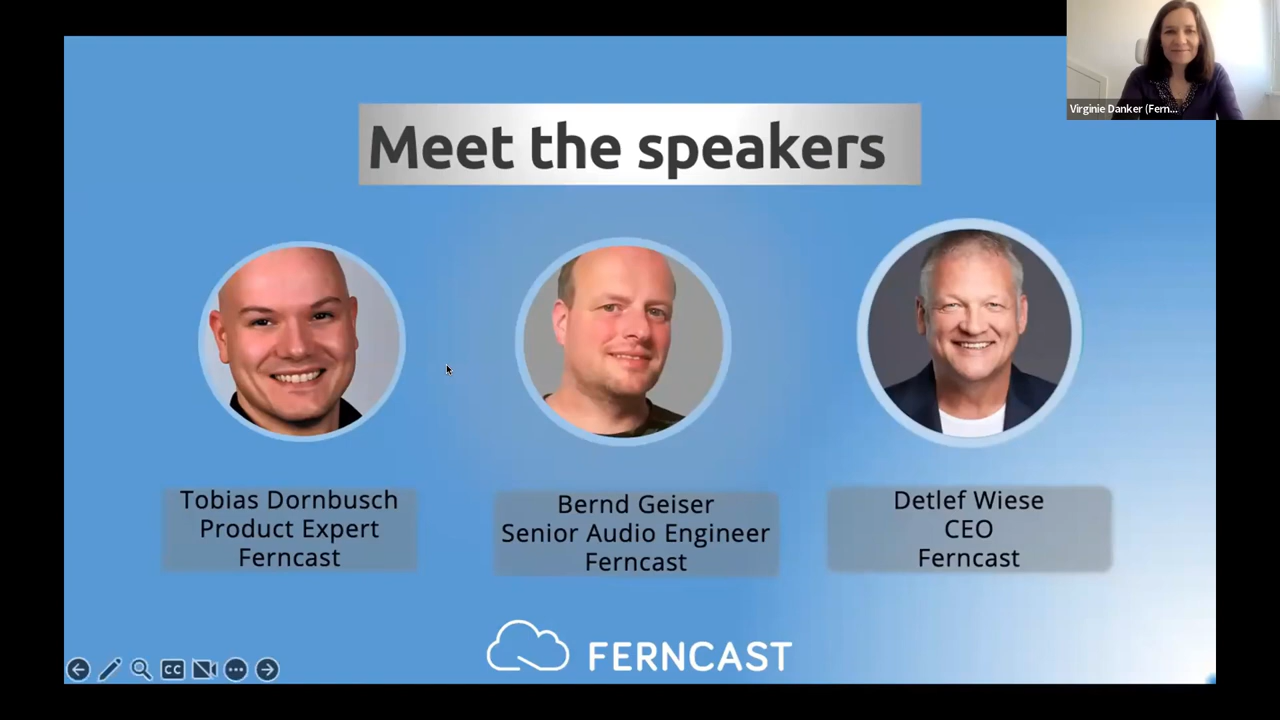 Virginie Danker (Fern...
Meet the speakers
Tobias Dornbusch
Product Expert
Ferncast
Bernd Geiser
Senior Audio Engineer
Ferncast
Detlef Wiese
CEO
Ferncast
FERNCAST
CC